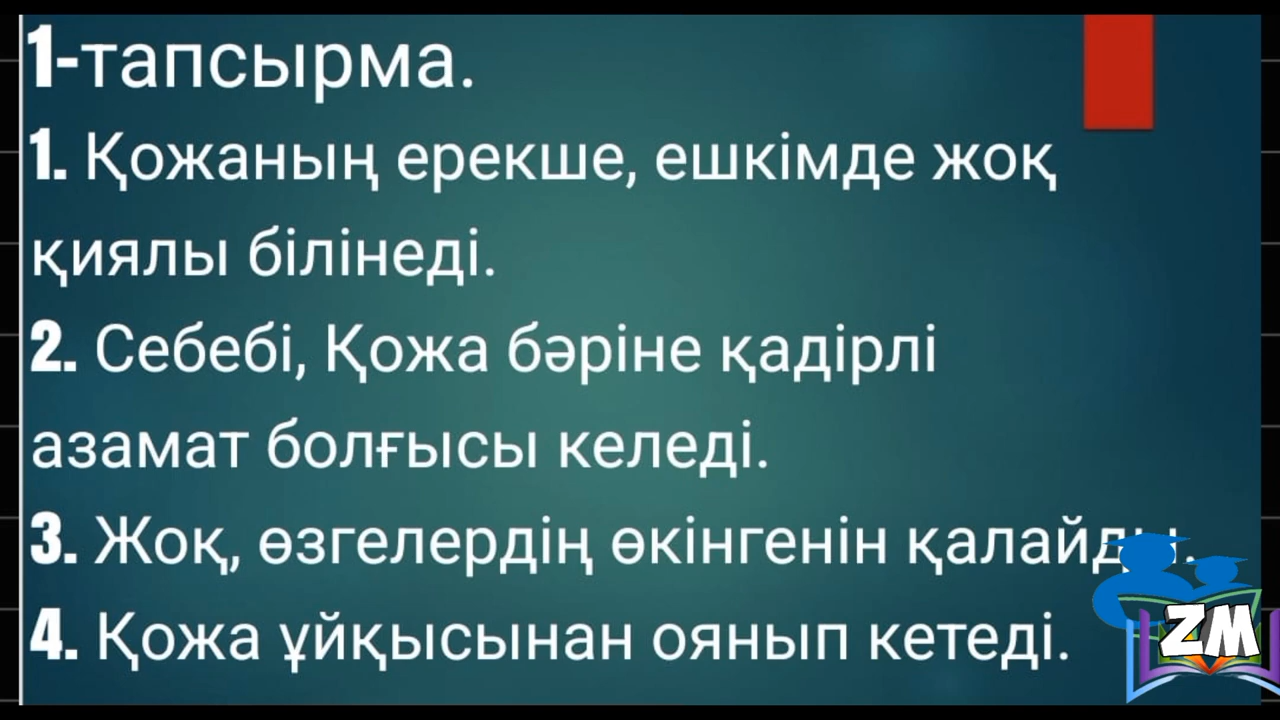 1-тапсырма.
1. Қожаның ерекше, ешкімде жоқ
қиялы білінеді.
2. Себебі, Қожа бәріне қадірлі
азамат болғысы келеді.
3. Жоқ, өзгелердің өкінгенін қалайды.
4. Қожа ұйқысынан оянып кетеді.
ZM